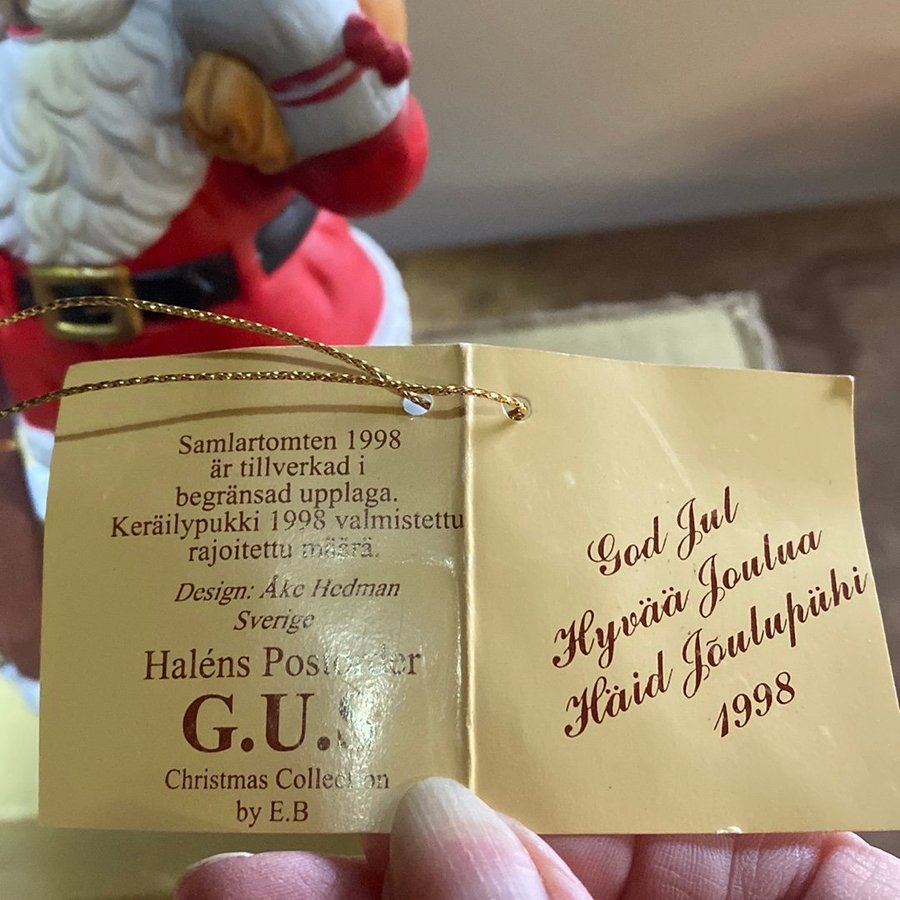 Samlartomten 1998
är tillverkad i
begränsad upplaga.
Keräilypukki 1998 valmistettu
rajoitettu määrä.
Design: Åke Hedman
Sverige
Haléns Postorder
G.U.S
Christmas Collection
by E.B
God Jul
Hyvää Joulua
Häid Jõulupühi
1998